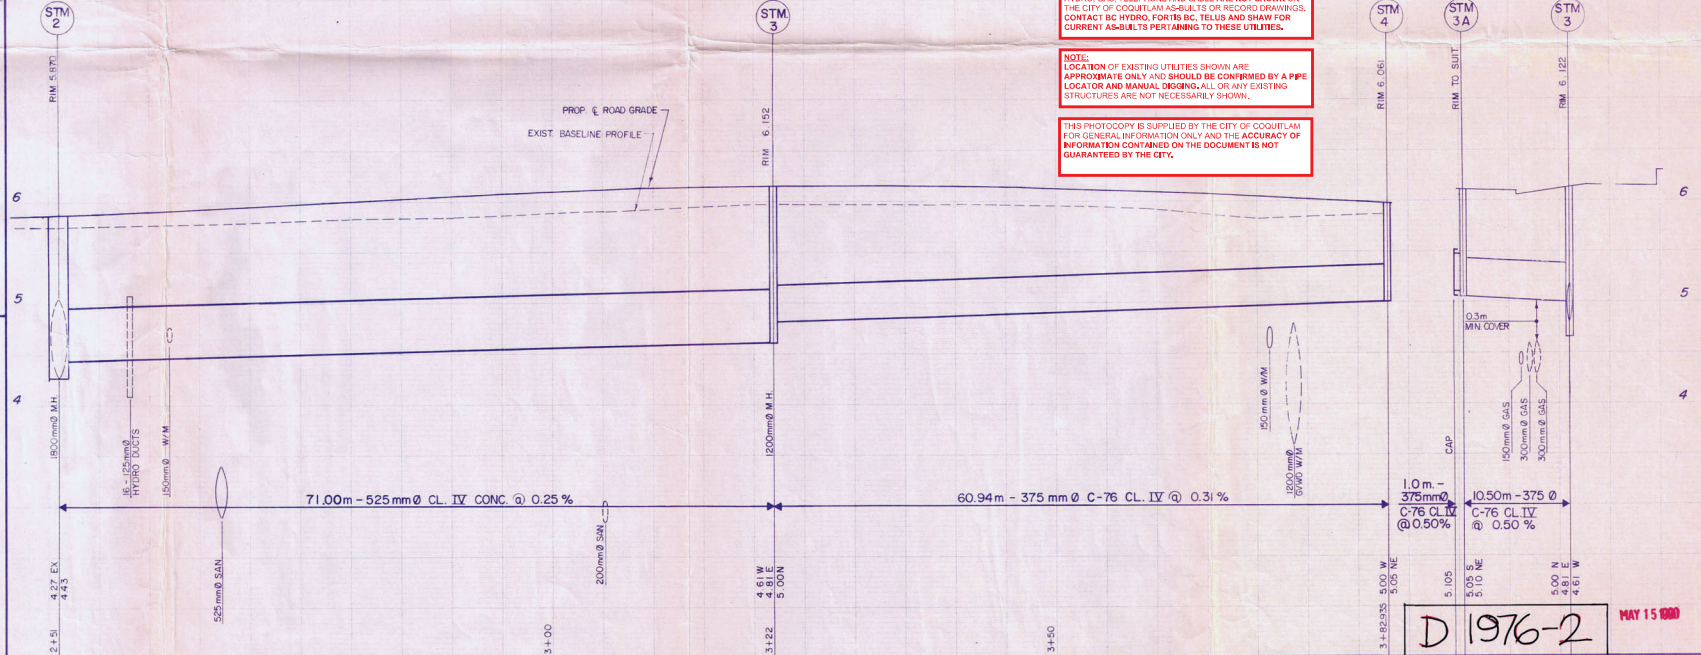 STM 2
STM. 3
STM 4
STM 3A
STM 3
THE CITY OF COQUITLAM AS-BUILTS OR RECORD DRAWINGS,
CONTACT BC HYDRO, FORTIS BC, TELUS AND SHAW FOR
CURRENT AS-BUILTS PERTAINING TO THESE UTILITIES.
NOTE:
LOCATION OF EXISTING UTILITIES SHOWN ARE
APPROXIMATE ONLY AND SHOULD BE CONFIRMED BY A PIPE
LOCATOR AND MANUAL DIGGING. ALL OR ANY EXISTING
STRUCTURES ARE NOT NECESSARILY SHOWN.
THIS PHOTOCOPY IS SUPPLIED BY THE CITY OF COQUITLAM
FOR GENERAL INFORMATION ONLY AND THE ACCURACY OF
INFORMATION CONTAINED ON THE DOCUMENT IS NOT
GUARANTEED BY THE CITY.
RIM 5.870
RIM 6.152
RIM 6.061
RIM TO SUIT
RIM 6.122
PROP. ℄ ROAD GRADE
EXIST. BASELINE PROFILE
6
6
5
5
4
4
0.3m
MIN. COVER
1800mmØ M.H.
16 - 125mmØ
HYDRO DUCTS
150mmØ W/M
525mmØ SAN
200mmØ SAN
1200mmØ M.H.
150mmØ W/M
1200mmØ
GVWD W/M
CAP
150mmØ GAS
300mmØ GAS
300mmØ GAS
71.00m - 525mmØ CL. IV CONC. @ 0.25%
60.94m - 375 mm Ø C-76 CL. IV @ 0.31%
1.0 m. -
375mmØ
C-76 CL.IV
@ 0.50%
10.50m - 375 Ø
C-76 CL.IV
@ 0.50 %
4.27 EX
4.43
4.61 W
4.81 E
5.00 N
5.00 W
5.05 NE
5.105
5.05 S
5.10 NE
5.00 N
4.81 E
4.61 W
2+51
3+00
3+22
3+50
3+82.935
D 1976-2
MAY 15